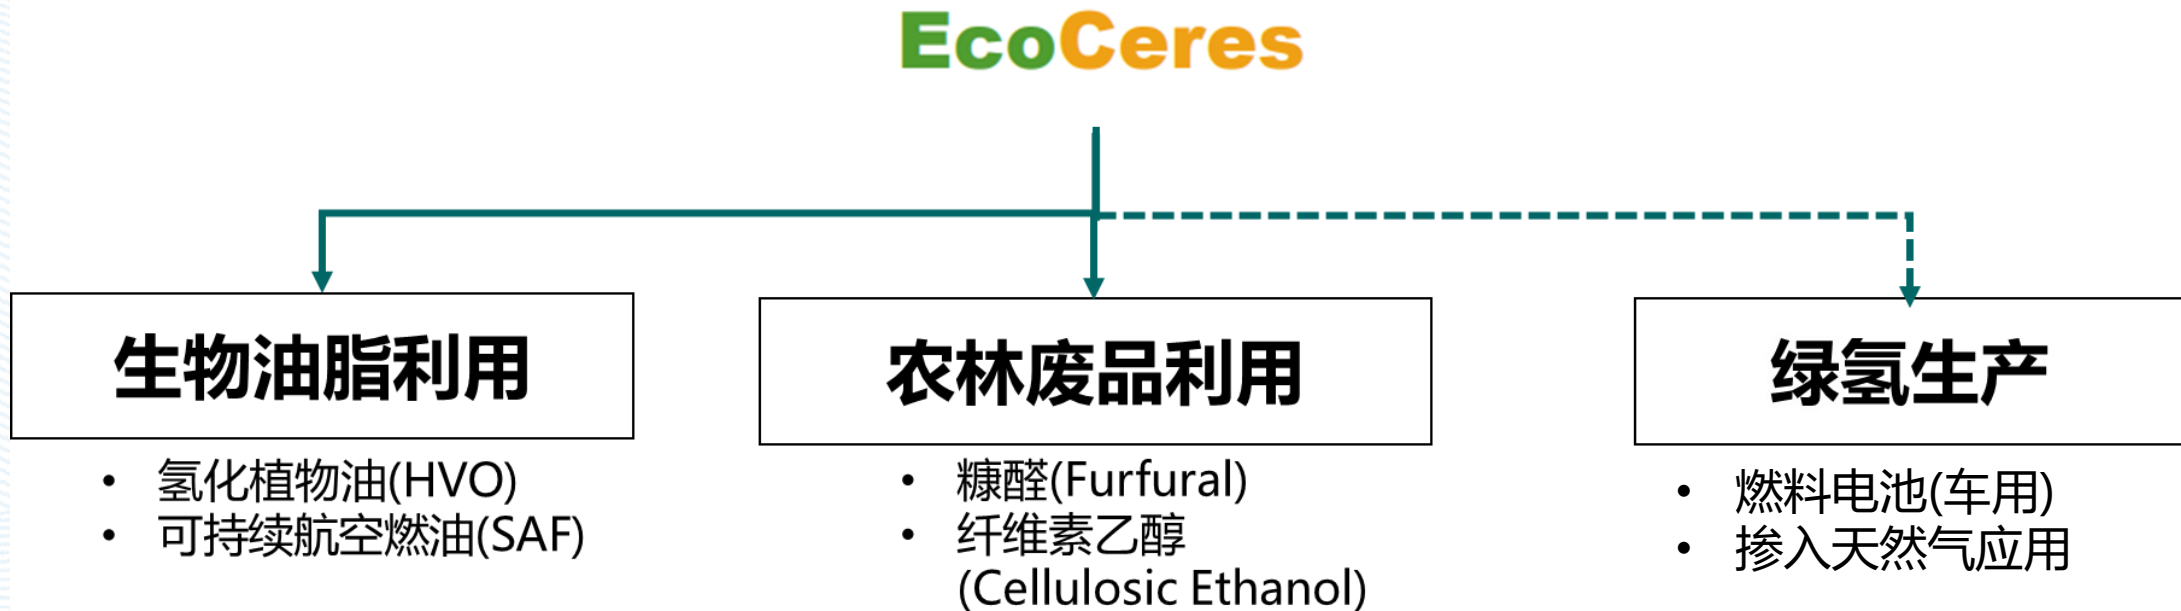 EcoCeres
生物油脂利用
• 氢化植物油(HVO)
• 可持续航空燃油(SAF)
农林废品利用
• 糠醛(Furfural)
• 纤维素乙醇
(Cellulosic Ethanol)
绿氢生产
• 燃料电池(车用)
• 掺入天然气应用